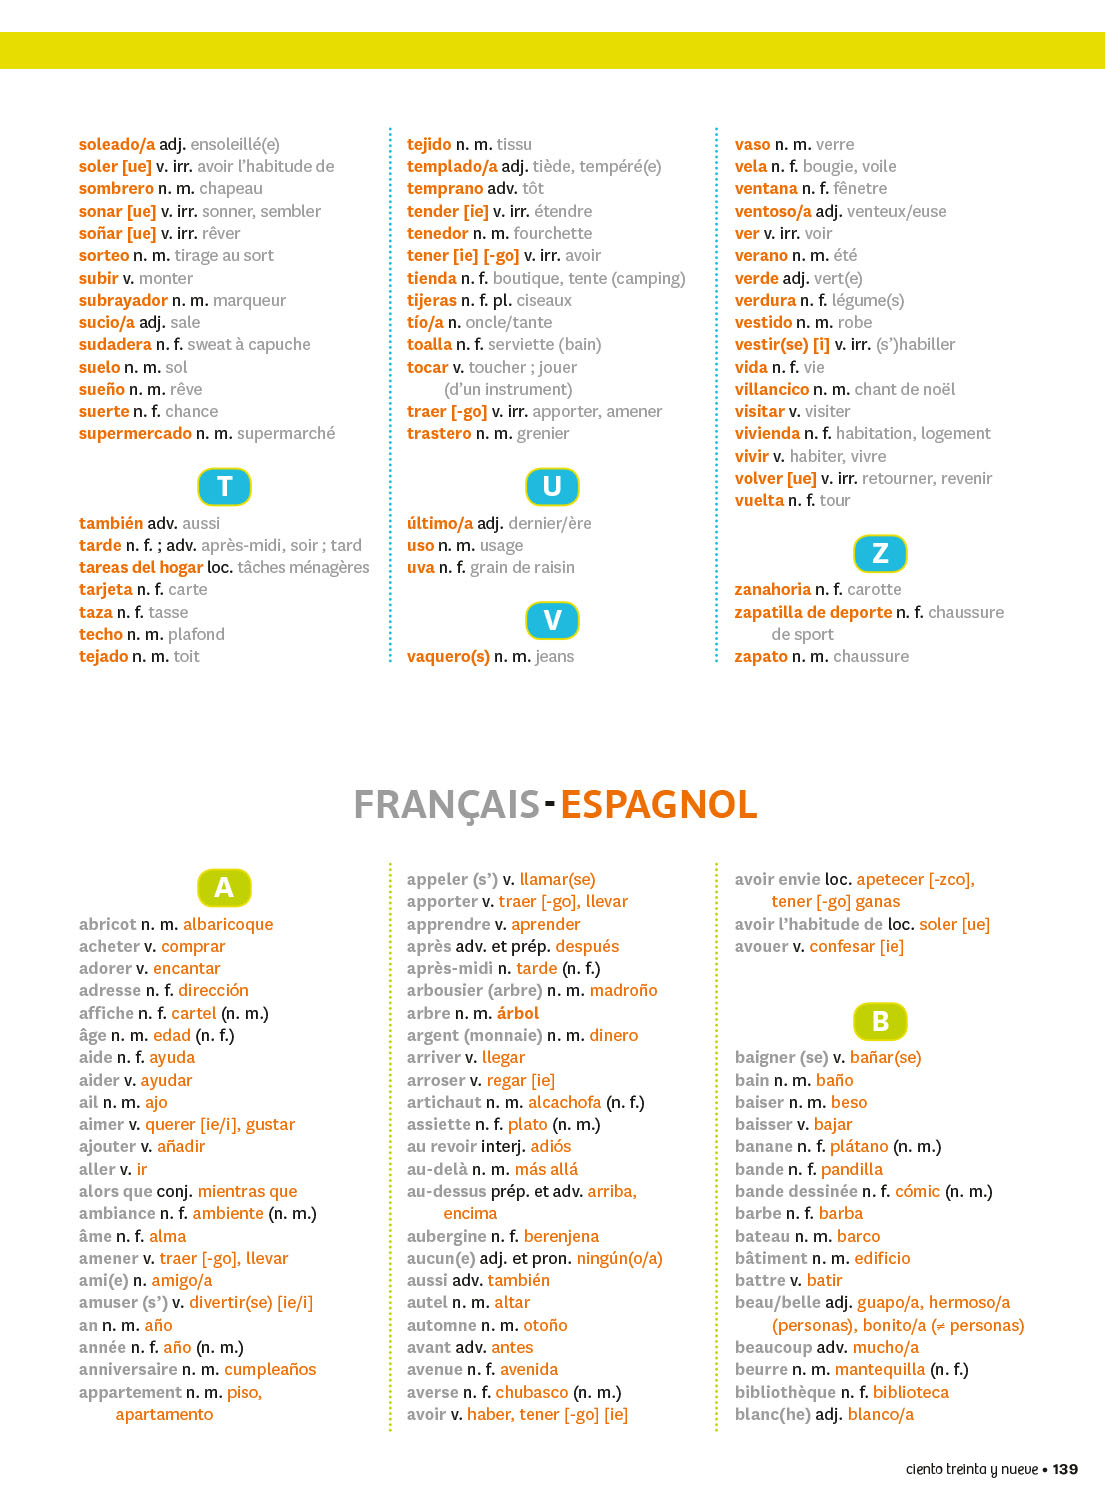 soleado/a adj. ensoleillé(e)
soler [ue] v. irr. avoir l’habitude de
sombrero n. m. chapeau
sonar [ue] v. irr. sonner, sembler
soñar [ue] v. irr. rêver
sorteo n. m. tirage au sort
subir v. monter
subrayador n. m. marqueur
sucio/a adj. sale
sudadera n. f. sweat à capuche
suelo n. m. sol
sueño n. m. rêve
suerte n. f. chance
supermercado n. m. supermarché
T
también adv. aussi
tarde n. f. ; adv. après-midi, soir ; tard
tareas del hogar loc. tâches ménagères
tarjeta n. f. carte
taza n. f. tasse
techo n. m. plafond
tejado n. m. toit
tejido n. m. tissu
templado/a adj. tiède, tempéré(e)
temprano adv. tôt
tender [ie] v. irr. étendre
tenedor n. m. fourchette
tener [ie] [-go] v. irr. avoir
tienda n. f. boutique, tente (camping)
tijeras n. f. pl. ciseaux
tío/a n. oncle/tante
toalla n. f. serviette (bain)
tocar v. toucher ; jouer
(d’un instrument)
traer [-go] v. irr. apporter, amener
trastero n. m. grenier
U
último/a adj. dernier/ère
uso n. m. usage
uva n. f. grain de raisin
V
vaquero(s) n. m. jeans
vaso n. m. verre
vela n. f. bougie, voile
ventana n. f. fênetre
ventoso/a adj. venteux/euse
ver v. irr. voir
verano n. m. été
verde adj. vert(e)
verdura n. f. légume(s)
vestido n. m. robe
vestir(se) [i] v. irr. (s’)habiller
vida n. f. vie
villancico n. m. chant de noël
visitar v. visiter
vivienda n. f. habitation, logement
vivir v. habiter, vivre
volver [ue] v. irr. retourner, revenir
vuelta n. f. tour
Z
zanahoria n. f. carotte
zapatilla de deporte n. f. chaussure
de sport
zapato n. m. chaussure
FRANÇAIS-ESPAGNOL
A
abricot n. m. albaricoque
acheter v. comprar
adorer v. encantar
adresse n. f. dirección
affiche n. f. cartel (n. m.)
âge n. m. edad (n. f.)
aide n. f. ayuda
aider v. ayudar
ail n. m. ajo
aimer v. querer [ie/i], gustar
ajouter v. añadir
aller v. ir
alors que conj. mientras que
ambiance n. f. ambiente (n. m.)
âme n. f. alma
amener v. traer [-go], llevar
ami(e) n. amigo/a
amuser (s’) v. divertir(se) [ie/i]
an n. m. año
année n. f. año (n. m.)
anniversaire n. m. cumpleaños
appartement n. m. piso,
apartamento
appeler (s’) v. llamar(se)
apporter v. traer [-go], llevar
apprendre v. aprender
après adv. et prép. después
après-midi n. tarde (n. f.)
arbousier (arbre) n. m. madroño
arbre n. m. árbol
argent (monnaie) n. m. dinero
arriver v. llegar
arroser v. regar [ie]
artichaut n. m. alcachofa (n. f.)
assiette n. f. plato (n. m.)
au revoir interj. adiós
au-delà n. m. más allá
au-dessus prép. et adv. arriba,
encima
aubergine n. f. berenjena
aucun(e) adj. et pron. ningún(o/a)
aussi adv. también
autel n. m. altar
automne n. m. otoño
avant adv. antes
avenue n. f. avenida
averse n. f. chubasco (n. m.)
avoir v. haber, tener [-go] [ie]
avoir envie loc. apetecer [-zco],
tener [-go] ganas
avoir l’habitude de loc. soler [ue]
avouer v. confesar [ie]
B
baigner (se) v. bañar(se)
bain n. m. baño
baiser n. m. beso
baisser v. bajar
banane n. f. plátano (n. m.)
bande n. f. pandilla
bande dessinée n. f. cómic (n. m.)
barbe n. f. barba
bateau n. m. barco
bâtiment n. m. edificio
battre v. batir
beau/belle adj. guapo/a, hermoso/a
(personas), bonito/a (≠ personas)
beaucoup adv. mucho/a
beurre n. m. mantequilla (n. f.)
bibliothèque n. f. biblioteca
blanc(he) adj. blanco/a
ciento treinta y nueve • 139